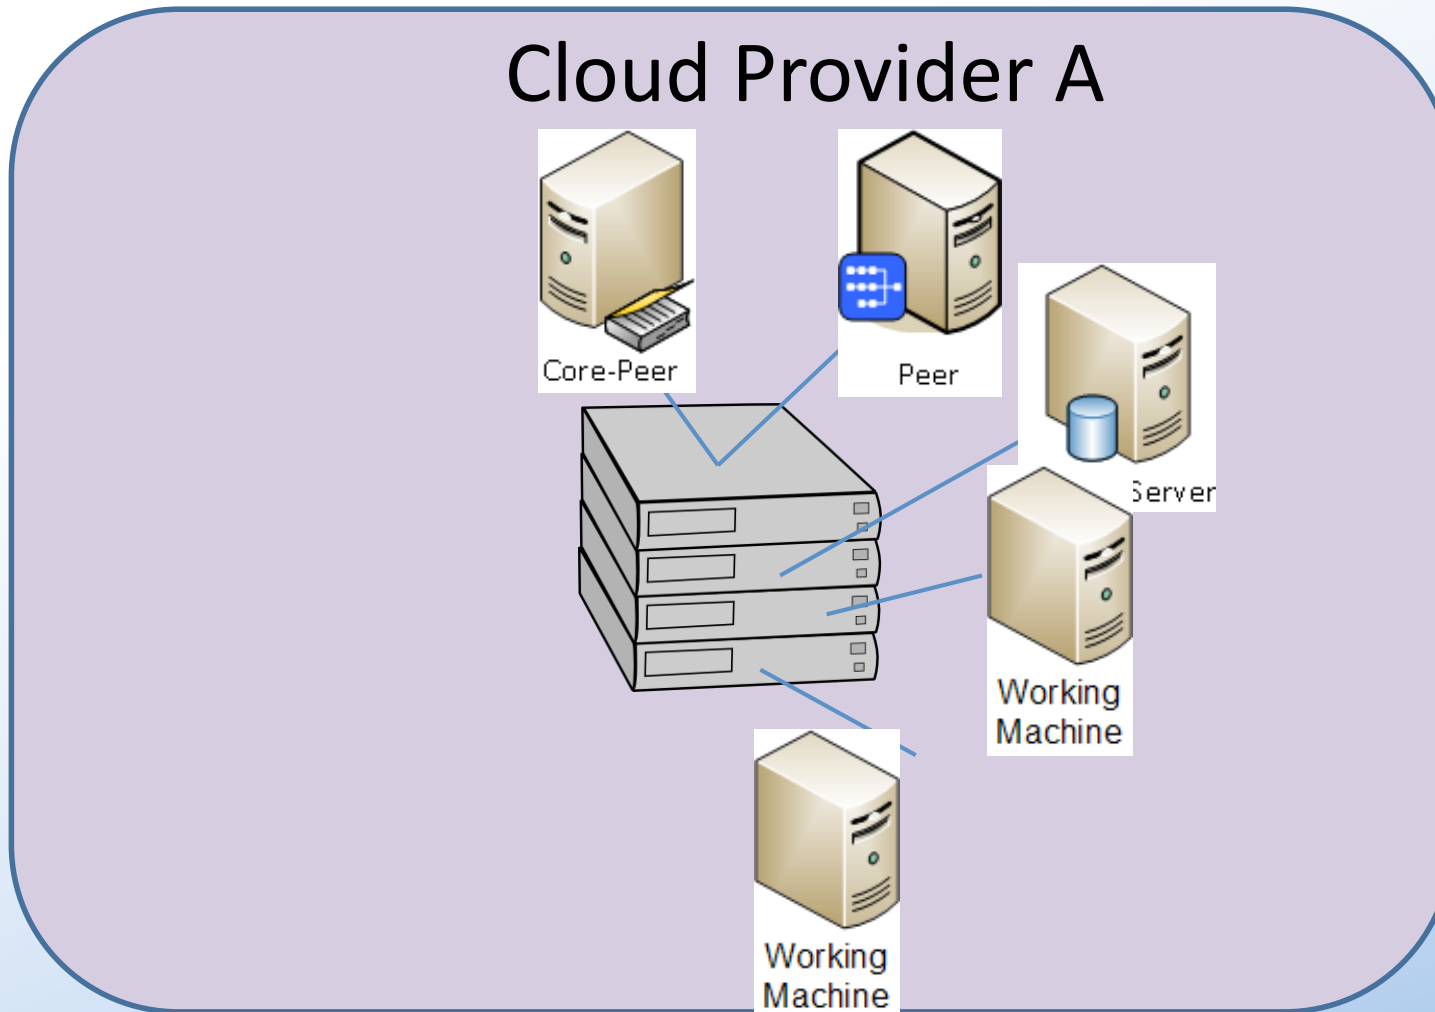 Cloud Provider A
Core-Peer
Peer
Server
Working
Machine
Working
Machine